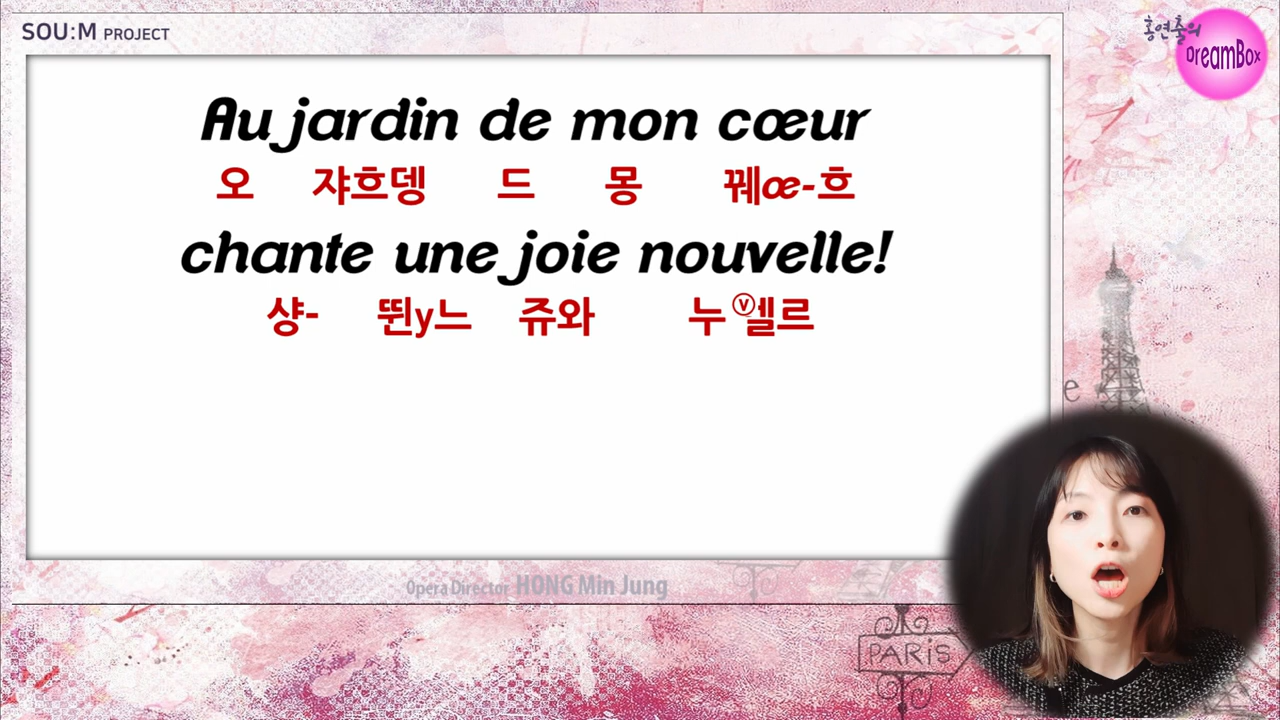 SOU:M PROJECT
홍연출의
DreamBox
Au jardin de mon cœur
오 쟈흐뎅 드 몽 꿰œ-흐
chante une joie nouvelle!
샹- 뛴y느 쥬와 누 ⓥ엘르
Opera Director HONG Min Jung
PARIS